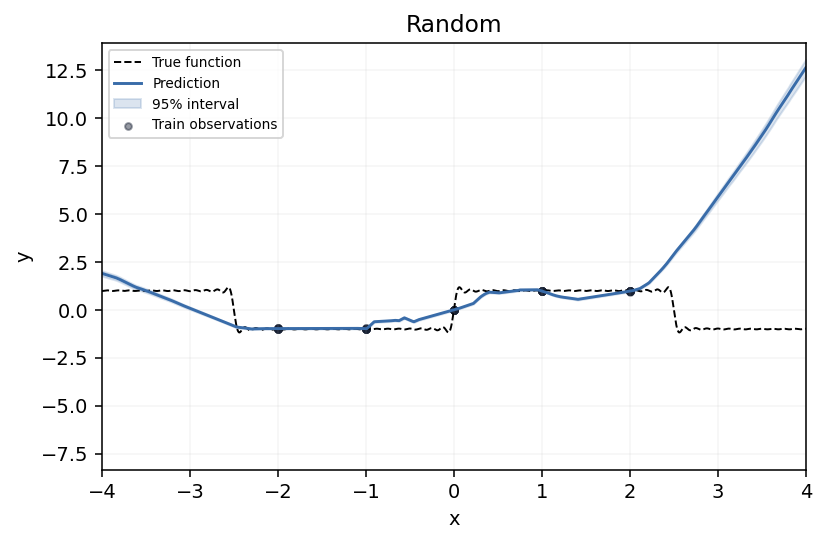 Random
True function
Prediction
95% interval
Train observations
y
12.5
10.0
7.5
5.0
2.5
0.0
−2.5
−5.0
−7.5
−4 −3 −2 −1 0 1 2 3 4
x